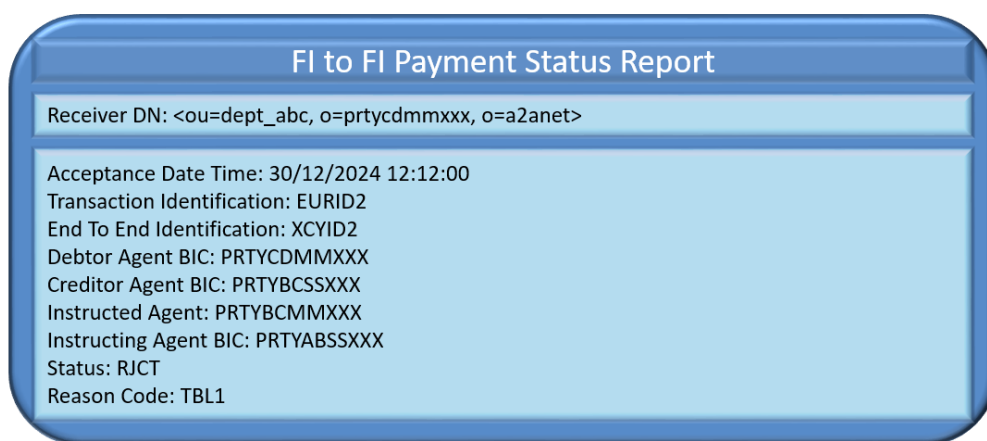 FI to FI Payment Status Report
Receiver DN: <ou=dept_abc, o=prtycdmmxxx, o=a2anet>
Acceptance Date Time: 30/12/2024 12:12:00
Transaction Identification: EURID2
End To End Identification: XCYID2
Debtor Agent BIC: PRTYCDMMXXX
Creditor Agent BIC: PRTYBCSSXXX
Instructed Agent: PRTYBCMMXXX
Instructing Agent BIC: PRTYABSSXXX
Status: RJCT
Reason Code: TBL1